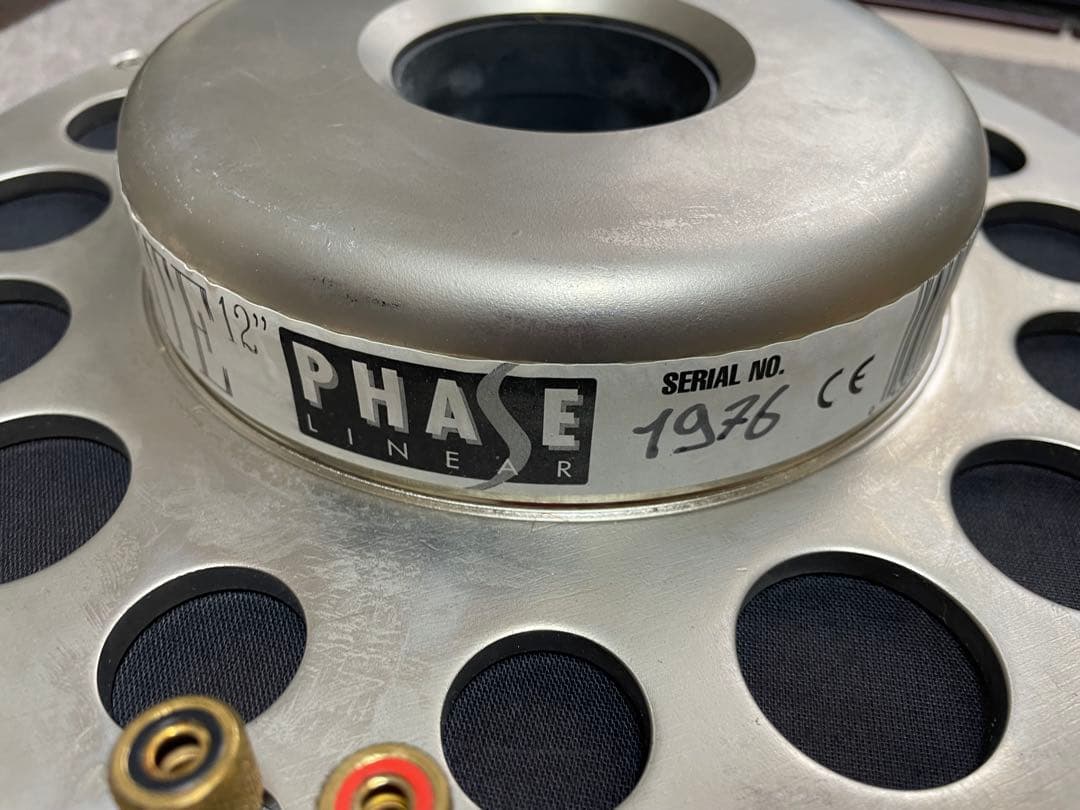 12"
PHASE
LINEAR
SERIAL NO.
1976
CE